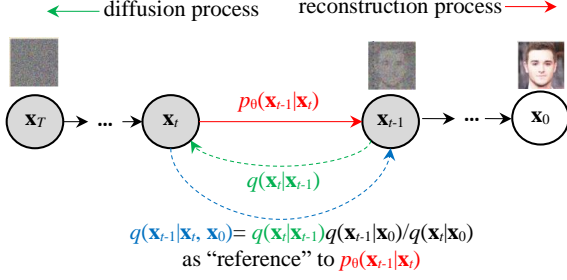 diffusion process reconstruction process
x_T ... x_t p_θ(x_{t-1}|x_t) x_{t-1} ... x_0
q(x_t|x_{t-1})
q(x_{t-1}|x_t, x_0)= q(x_t|x_{t-1})q(x_{t-1}|x_0)/q(x_t|x_0)
as “reference” to p_θ(x_{t-1}|x_t)